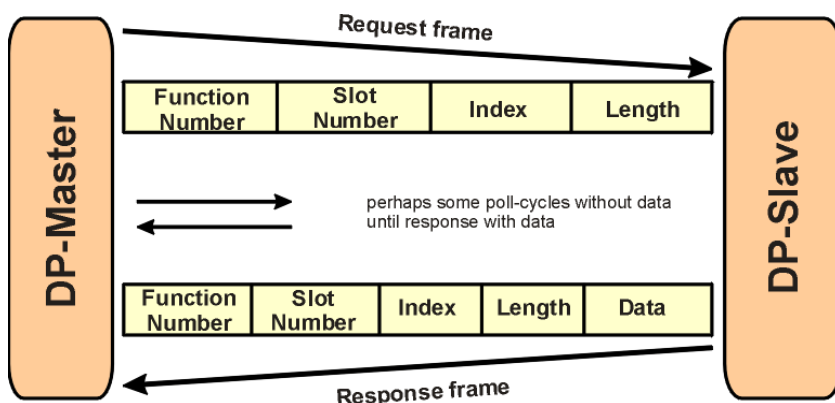 DP-Master
Request frame
DP-Slave
Function
Number
Slot
Number
Index
Length
perhaps some poll-cycles without data
until response with data
Function
Number
Slot
Number
Index
Length
Data
Response frame